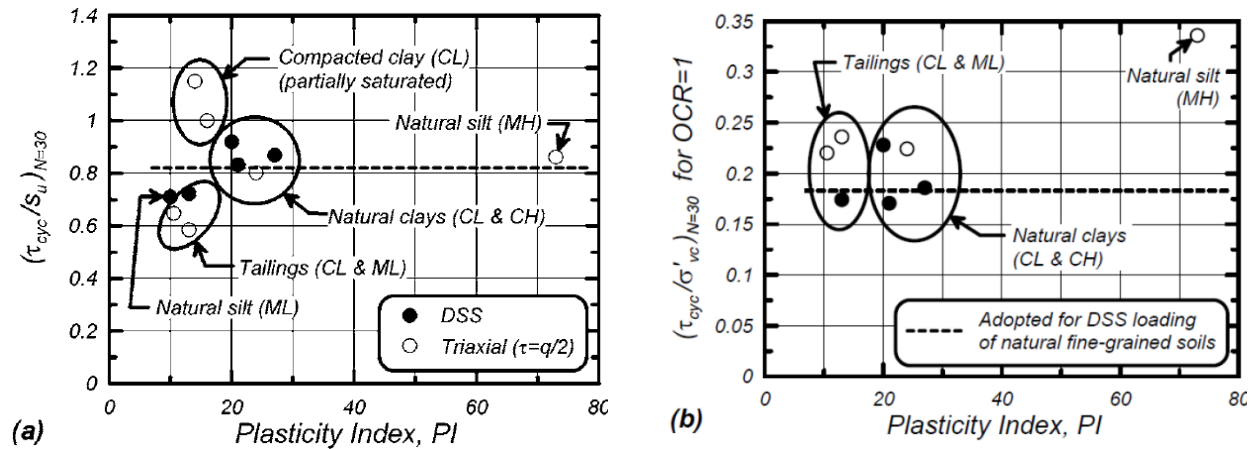 1.4
1.2
1
0.8
0.6
0.4
0.2
0
(τcyc/su)N=30
Compacted clay (CL)
(partially saturated)
Natural silt (MH)
Natural clays (CL & CH)
Tailings (CL & ML)
Natural silt (ML)
DSS
Triaxial (τ=q/2)
0 20 40 60 80
(a)
Plasticity Index, PI
0.35
0.3
0.25
0.2
0.15
0.1
0.05
0
(τcyc/σ'vc)N=30 for OCR=1
Tailings (CL & ML)
Natural silt
(MH)
Natural clays
(CL & CH)
Adopted for DSS loading
of natural fine-grained soils
0 20 40 60 80
(b)
Plasticity Index, PI